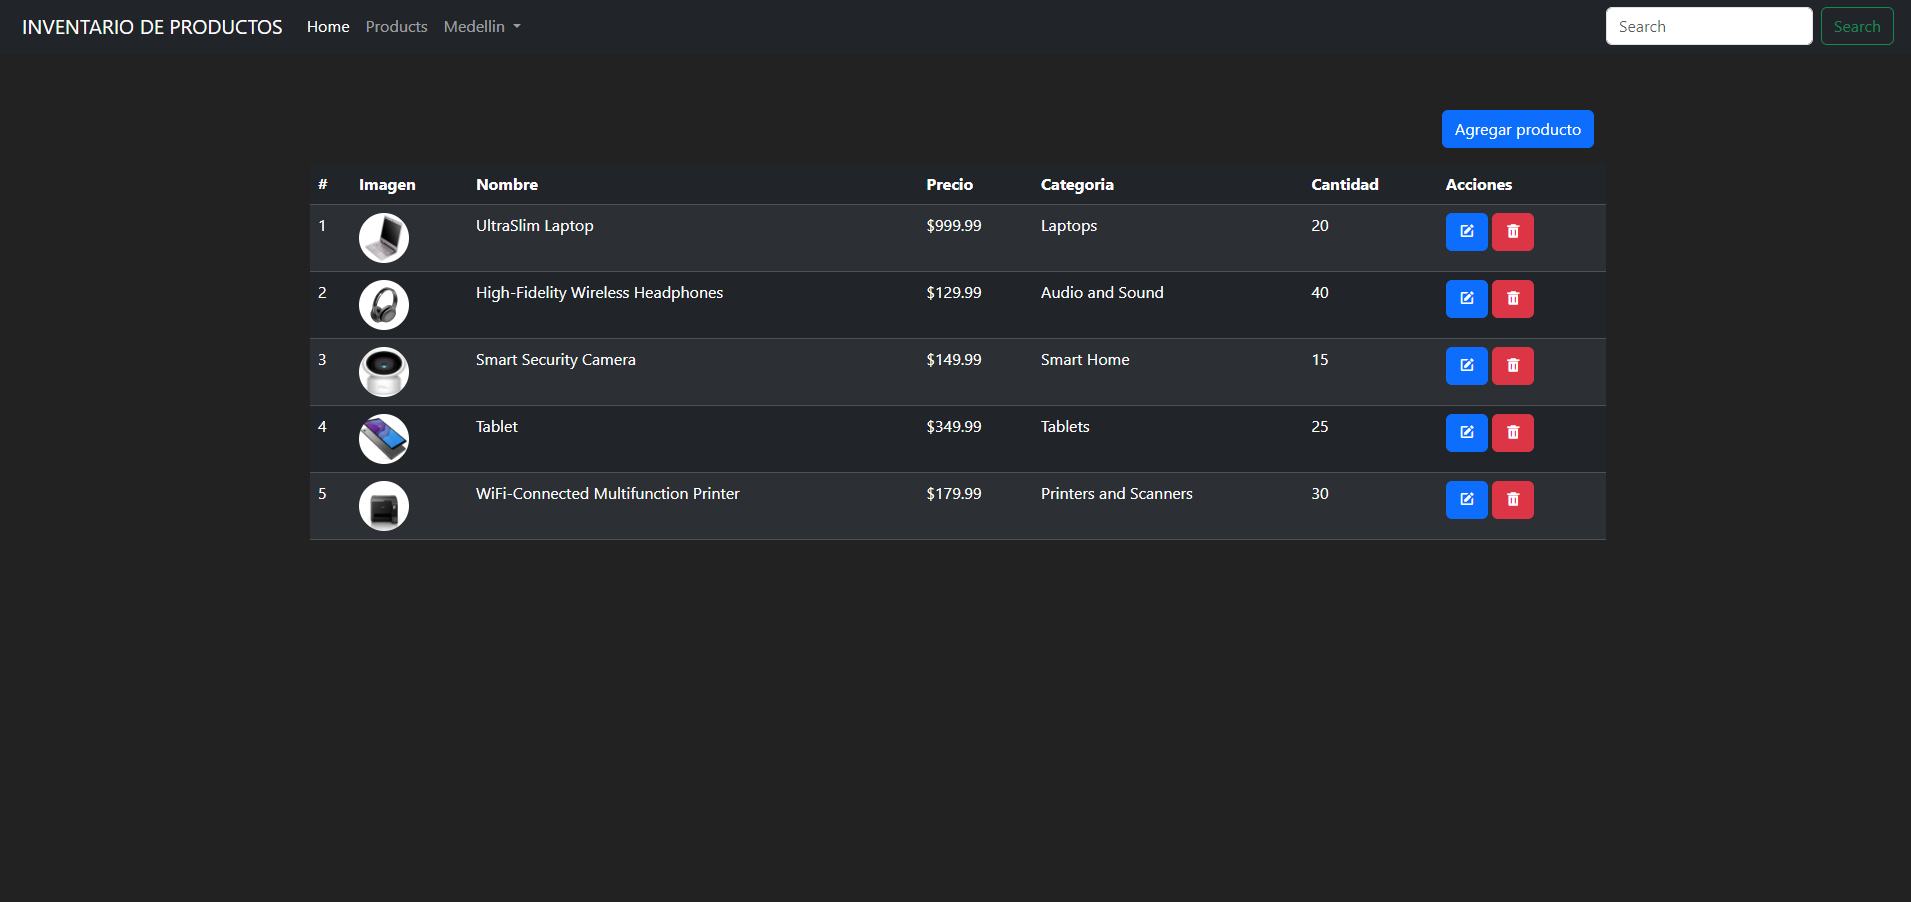 INVENTARIO DE PRODUCTOS Home Products Medellin Search Search
Agregar producto
# Imagen Nombre Precio Categoria Cantidad Acciones
1 UltraSlim Laptop $999.99 Laptops 20
2 High-Fidelity Wireless Headphones $129.99 Audio and Sound 40
3 Smart Security Camera $149.99 Smart Home 15
4 Tablet $349.99 Tablets 25
5 WiFi-Connected Multifunction Printer $179.99 Printers and Scanners 30